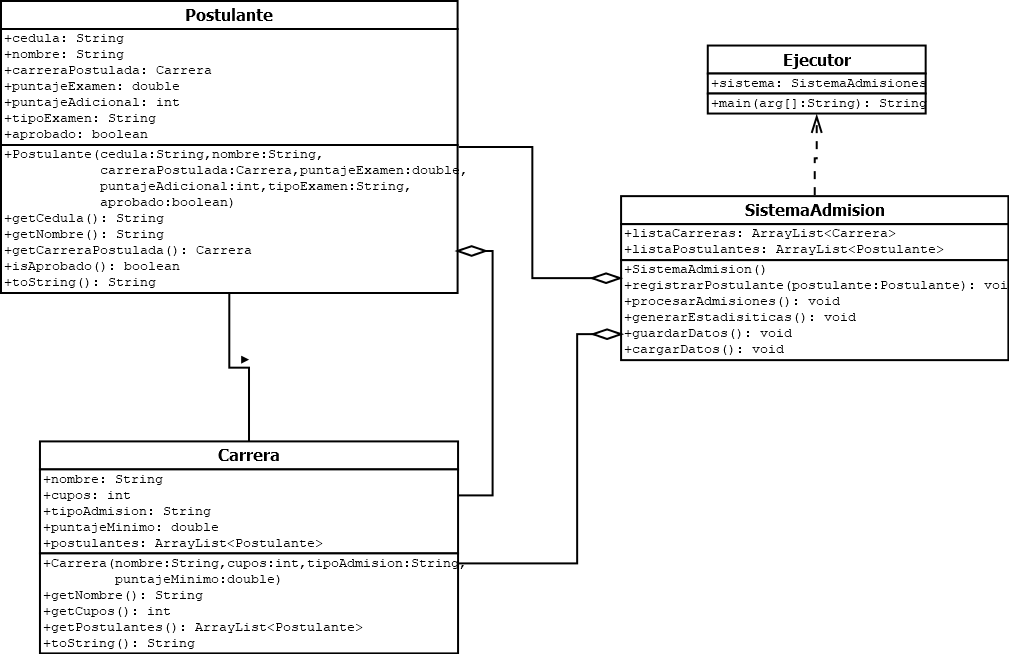 Postulante
+cedula: String
+nombre: String
+carreraPostulada: Carrera
+puntajeExamen: double
+puntajeAdicional: int
+tipoExamen: String
+aprobado: boolean
+Postulante(cedula:String,nombre:String,
carreraPostulada:Carrera,puntajeExamen:double,
puntajeAdicional:int,tipoExamen:String,
aprobado:boolean)
+getCedula(): String
+getNombre(): String
+getCarreraPostulada(): Carrera
+isAprobado(): boolean
+toString(): String
Ejecutor
+sistema: SistemaAdmisiones
+main(arg[]:String): String
SistemaAdmision
+listaCarreras: ArrayList<Carrera>
+listaPostulantes: ArrayList<Postulante>
+SistemaAdmision()
+registrarPostulante(postulante:Postulante): voi
+procesarAdmisiones(): void
+generarEstadisiticas(): void
+guardarDatos(): void
+cargarDatos(): void
Carrera
+nombre: String
+cupos: int
+tipoAdmision: String
+puntajeMinimo: double
+postulantes: ArrayList<Postulante>
+Carrera(nombre:String,cupos:int,tipoAdmision:String,
puntajeMinimo:double)
+getNombre(): String
+getCupos(): int
+getPostulantes(): ArrayList<Postulante>
+toString(): String